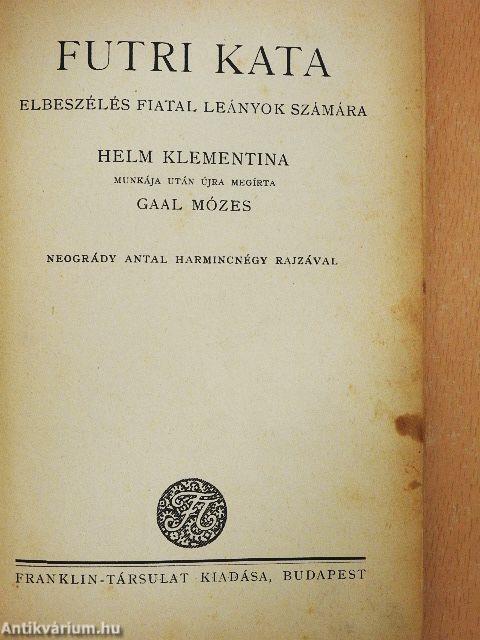 FUTRI KATA
ELBESZÉLÉS FIATAL LEÁNYOK SZÁMÁRA
HELM KLEMENTINA
MUNKÁJA UTÁN ÚJRA MEGÍRTA
GAAL MÓZES
NEOGRÁDY ANTAL HARMINCNÉGY RAJZÁVAL
FRANKLIN-TÁRSULAT KIADÁSA, BUDAPEST
Antikvárium.hu